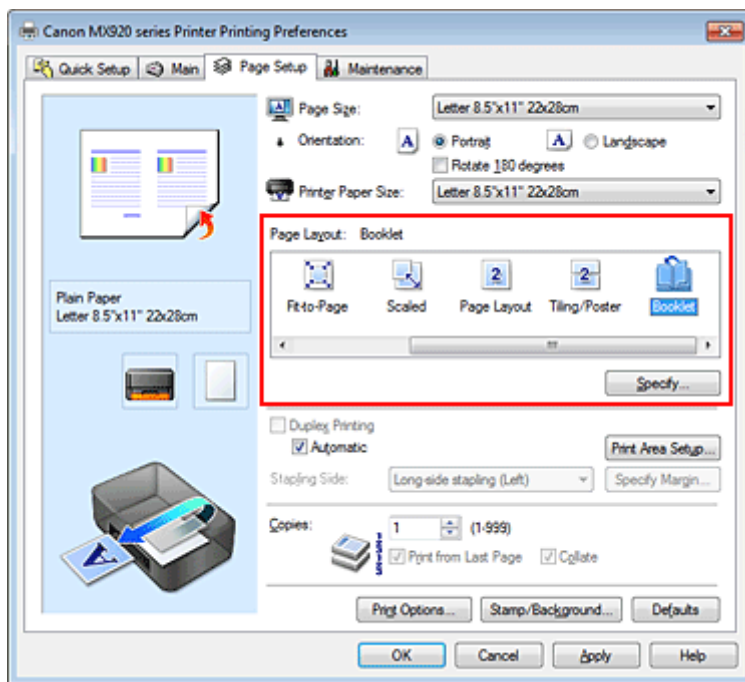 Canon MX920 series Printer Printing Preferences
Quick Setup Main Page Setup Maintenance
Page Size: Letter 8.5"x11" 22x28cm
Orientation: A Portrait A Landscape
Rotate 180 degrees
Printer Paper Size: Letter 8.5"x11" 22x28cm
Page Layout: Booklet
2 2
Fit-to-Page Scaled Page Layout Tiling/Poster Booklet
Specify...
Plain Paper
Letter 8.5"x11" 22x28cm
Duplex Printing
Automatic
Print Area Setup...
Stapling Side: Long-side stapling (Left) Specify Margin...
Copies: 1 (1-999)
Print from Last Page Collate
A
Print Options... Stamp/Background... Defaults
OK Cancel Apply Help